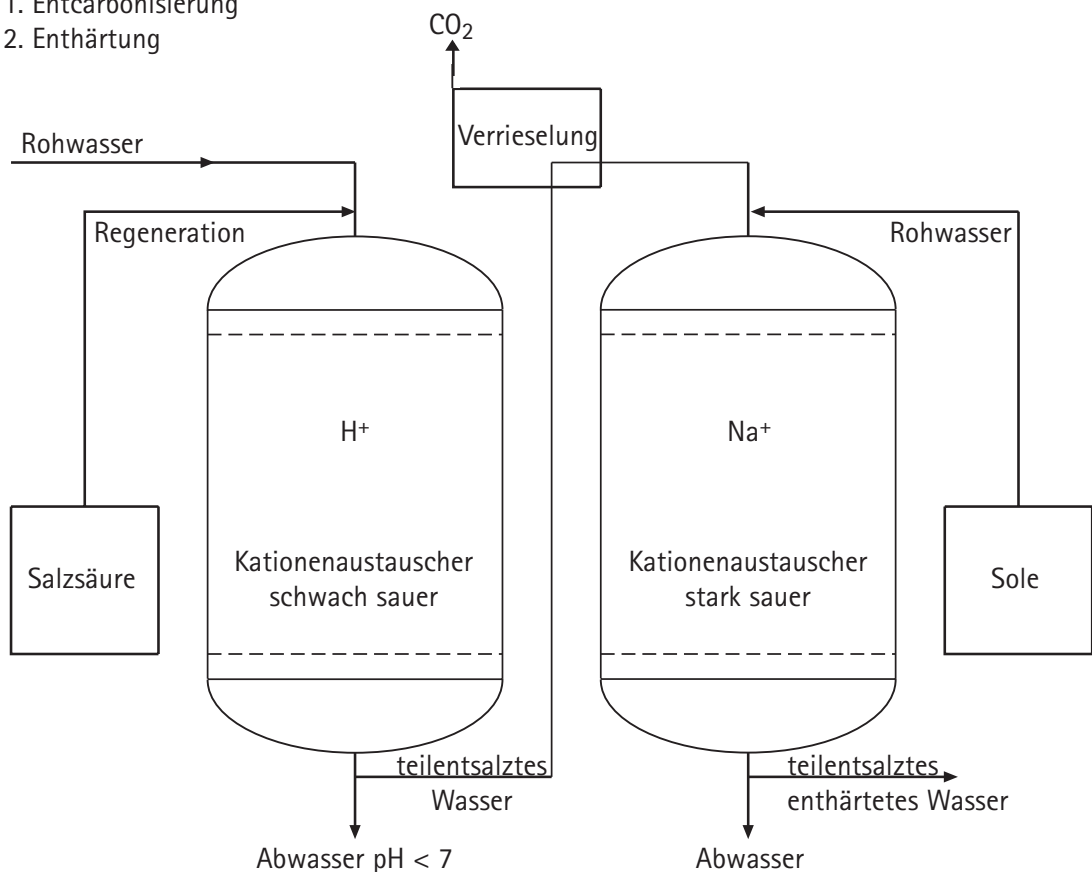 1. Entcarbonisierung
2. Enthärtung
CO2
Verrieselung
Rohwasser
Regeneration
Rohwasser
H+
Na+
Salzsäure
Kationenaustauscher
schwach sauer
Kationenaustauscher
stark sauer
Sole
teilentsalztes
Wasser
teilentsalztes
enthärtetes Wasser
Abwasser pH < 7
Abwasser